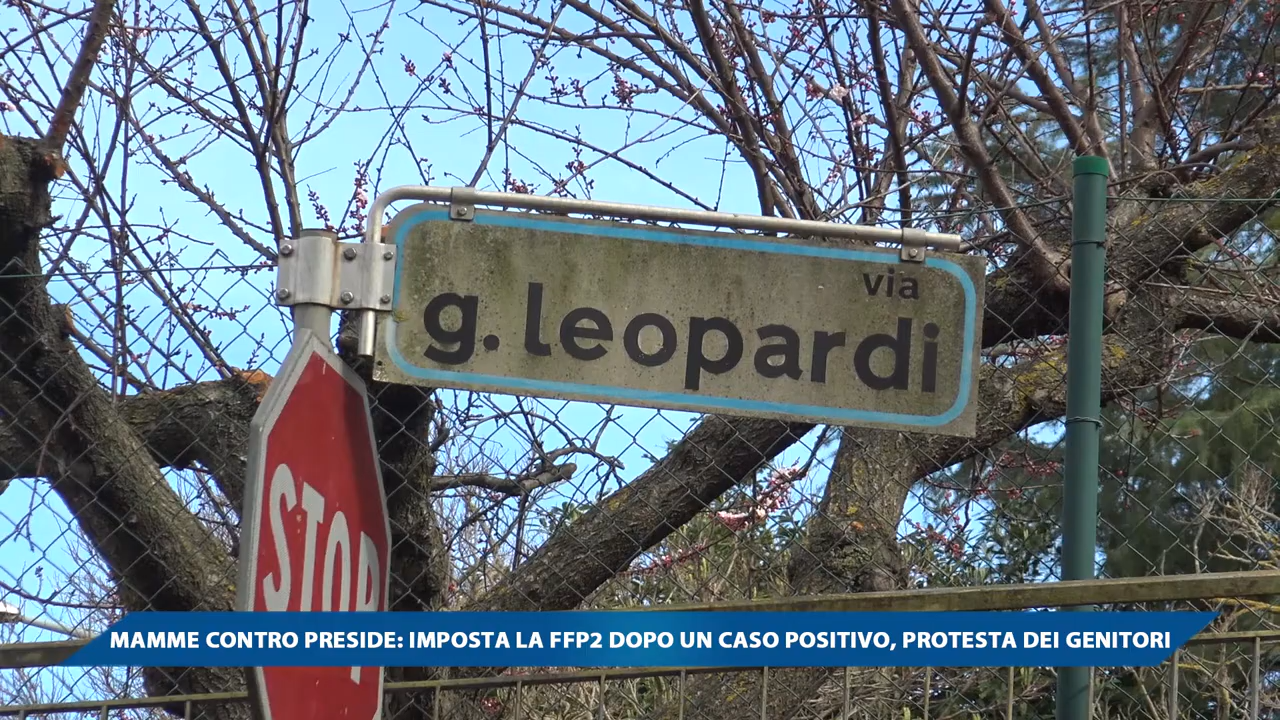 via
g. leopardi
STOP
MAMME CONTRO PRESIDE: IMPOSTA LA FFP2 DOPO UN CASO POSITIVO, PROTESTA DEI GENITORI